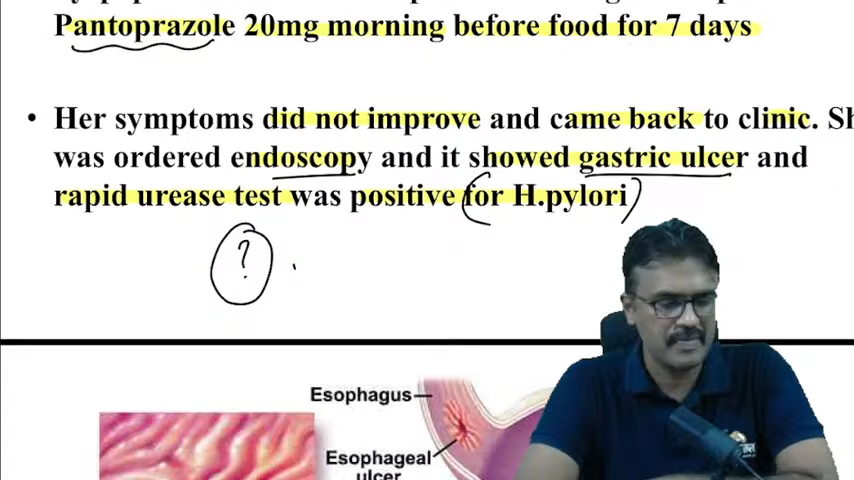 Pantoprazole 20mg morning before food for 7 days
• Her symptoms did not improve and came back to clinic. Sh
was ordered endoscopy and it showed gastric ulcer and
rapid urease test was positive for H.pylori
?
Esophagus
Esophageal
ulcer